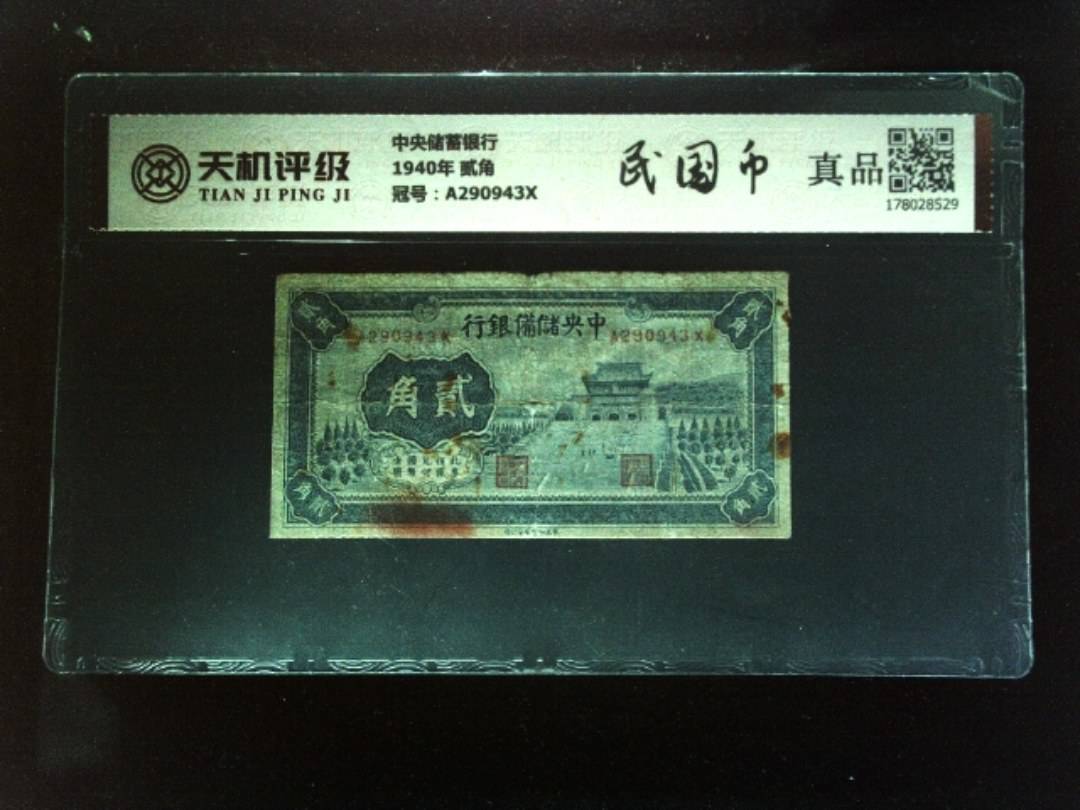 天机评级
TIAN JI PING JI
中央储蓄银行
1940年 贰角
冠号：A290943X
民国币
真品
178028529
行銀備儲央中
A290943X
A290943X
角貳